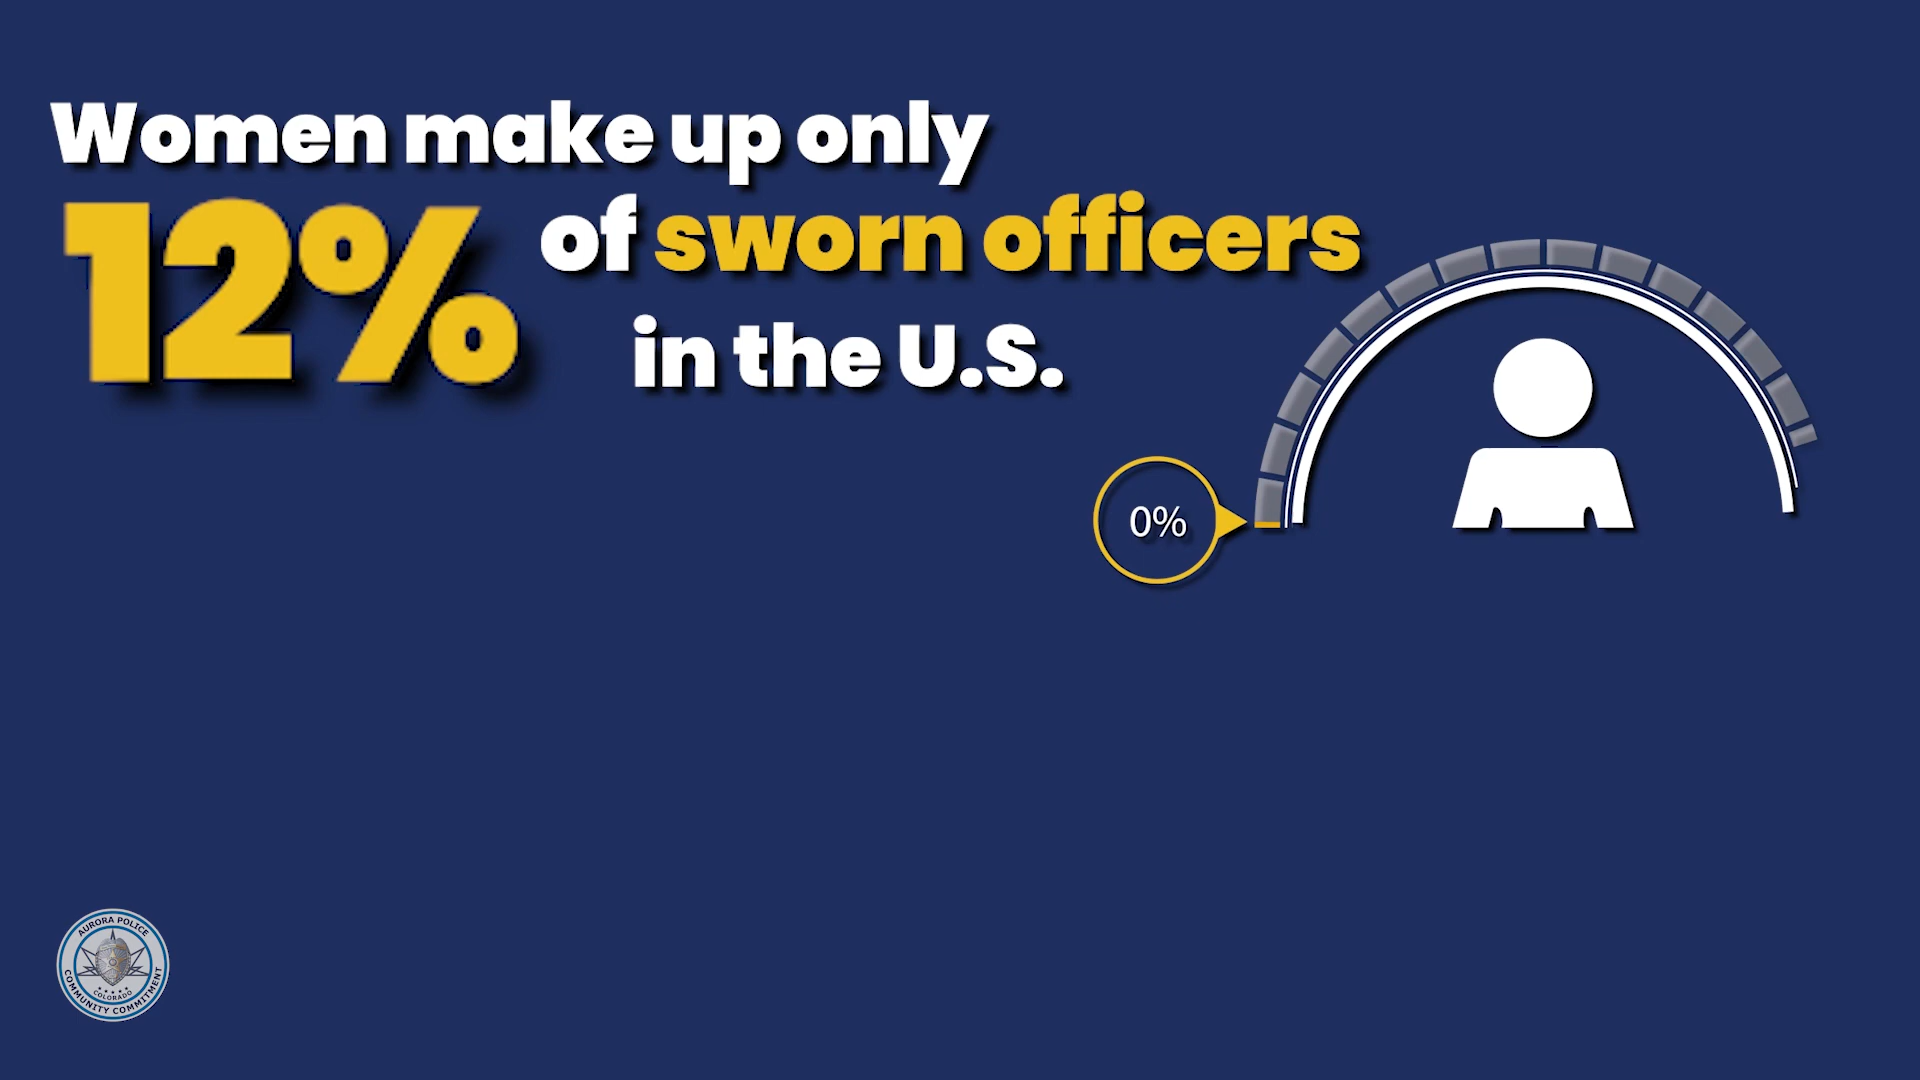 Women make up only
12% of sworn officers
in the U.S.
0%
AURORA POLICE
COLORADO
COMMUNITY COMMITMENT